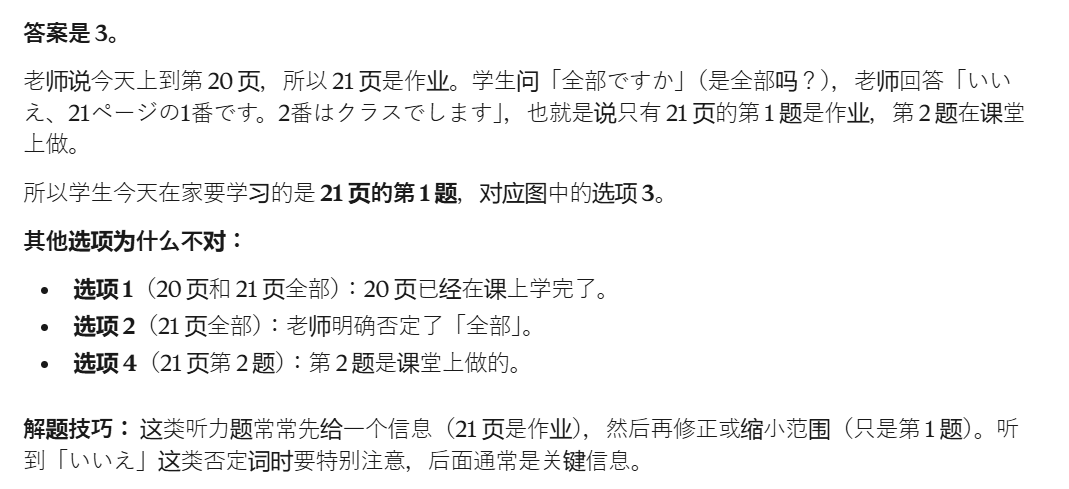 答案是 3。
老师说今天上到第 20 页，所以 21 页是作业。学生问「全部ですか」（是全部吗？），老师回答「いい
え、21ページの1番です。2番はクラスでします」，也就是说只有 21 页的第 1 题是作业，第 2 题在课堂
上做。
所以学生今天在家要学习的是 21 页的第 1 题，对应图中的选项 3。
其他选项为什么不对：
• 选项 1（20 页和 21 页全部）：20 页已经在课上学完了。
• 选项 2（21 页全部）：老师明确否定了「全部」。
• 选项 4（21 页第 2 题）：第 2 题是课堂上做的。
解题技巧： 这类听力题常常先给一个信息（21 页是作业），然后再修正或缩小范围（只是第 1 题）。听
到「いいえ」这类否定词时要特别注意，后面通常是关键信息。